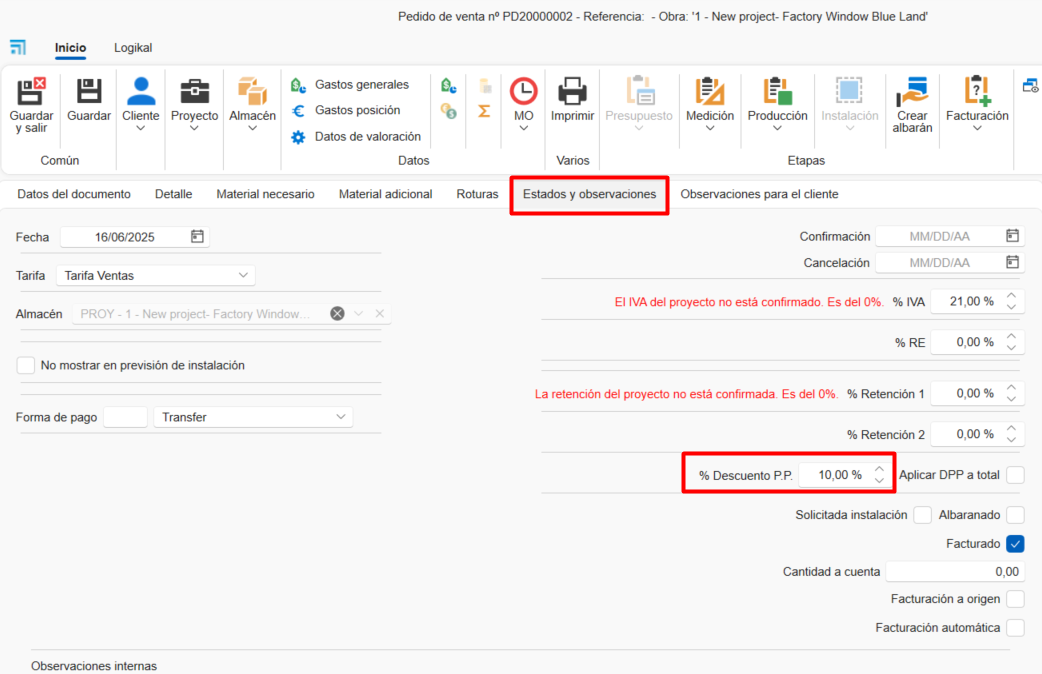 Pedido de venta nº PD20000002 - Referencia:  - Obra: '1 - New project- Factory Window Blue Land'
Inicio Logikal
Guardar y salir
Guardar
Cliente
Proyecto
Almacén
Gastos generales
Gastos posición
Datos de valoración
MO
Imprimir
Presupuesto
Medición
Producción
Instalación
Crear albarán
Facturación
Común Datos Varios Etapas
Datos del documento Detalle Material necesario Material adicional Roturas Estados y observaciones Observaciones para el cliente
Fecha 16/06/2025
Confirmación MM/DD/AA
Cancelación MM/DD/AA
Tarifa Tarifa Ventas
El IVA del proyecto no está confirmado. Es del 0%. % IVA 21,00 %
Almacén PROY - 1 - New project- Factory Window...
% RE 0,00 %
No mostrar en previsión de instalación
La retención del proyecto no está confirmada. Es del 0%. % Retención 1 0,00 %
Forma de pago Transfer
% Retención 2 0,00 %
% Descuento P.P. 10,00 % Aplicar DPP a total
Solicitada instalación Albaranado
Facturado
Cantidad a cuenta 0,00
Facturación a origen
Facturación automática
Observaciones internas